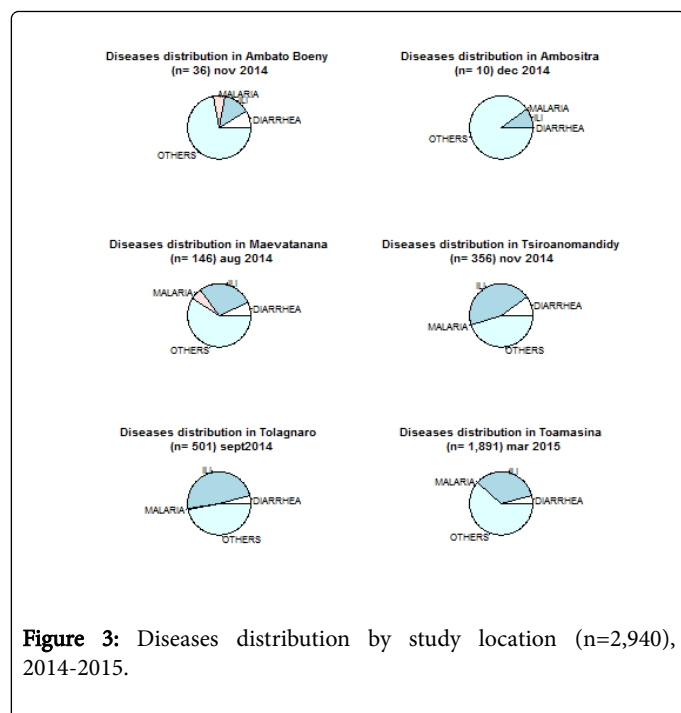 Diseases distribution in Ambato Boeny
(n= 36) nov 2014
MALARIA
ILI
DIARRHEA
OTHERS
Diseases distribution in Ambositra
(n= 10) dec 2014
MALARIA
ILI
DIARRHEA
OTHERS
Diseases distribution in Maevatanana
(n= 146) aug 2014
ILI
MALARIA
DIARRHEA
OTHERS
Diseases distribution in Tsiroanomandidy
(n= 356) nov 2014
ILI
DIARRHEA
MALARIA
OTHERS
Diseases distribution in Tolagnaro
(n= 501) sept2014
ILI
DIARRHEA
MALARIA
OTHERS
Diseases distribution in Toamasina
(n= 1,891) mar 2015
ILI
MALARIA
DIARRHEA
OTHERS
Figure 3: Diseases distribution by study location (n=2,940),
2014-2015.